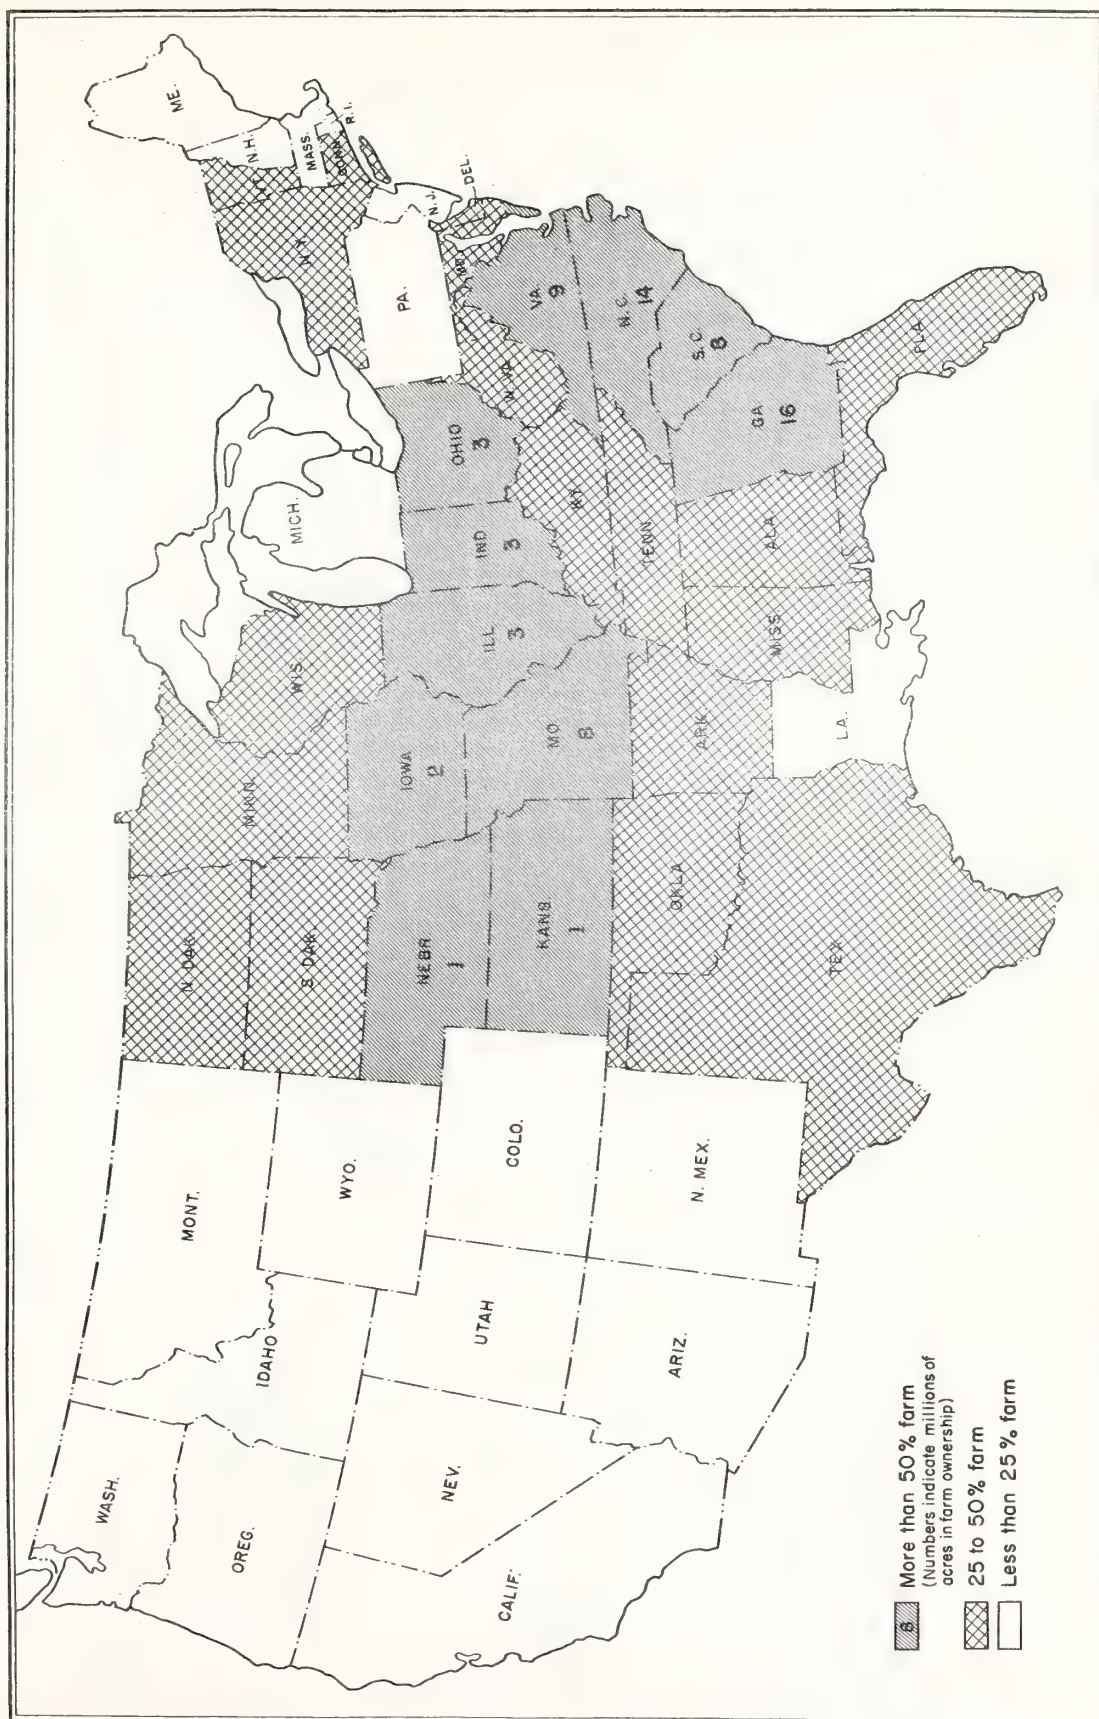 WASH.
OREG.
CALIF.
NEV.
IDAHO
MONT.
WYO.
UTAH
ARIZ.
COLO.
N. MEX.
N DAK.
S DAK
NEBR
1
KANS.
1
OKLA
TEX
MINN.
IOWA
2
MO
8
ARK.
LA.
WIS
ILL
3
MICH.
IND
3
OHIO
3
KY.
TENN
MISS.
ALA.
GA
16
FLA.
S. C.
8
N. C.
14
VA.
9
W. VA.
MD.
DEL.
PA.
N. J.
N.Y.
VT.
N.H.
ME.
MASS.
CONN.
R. I.
8 More than 50% farm
(Numbers indicate millions of
acres in farm ownership)
25 to 50% farm
Less than 25% farm